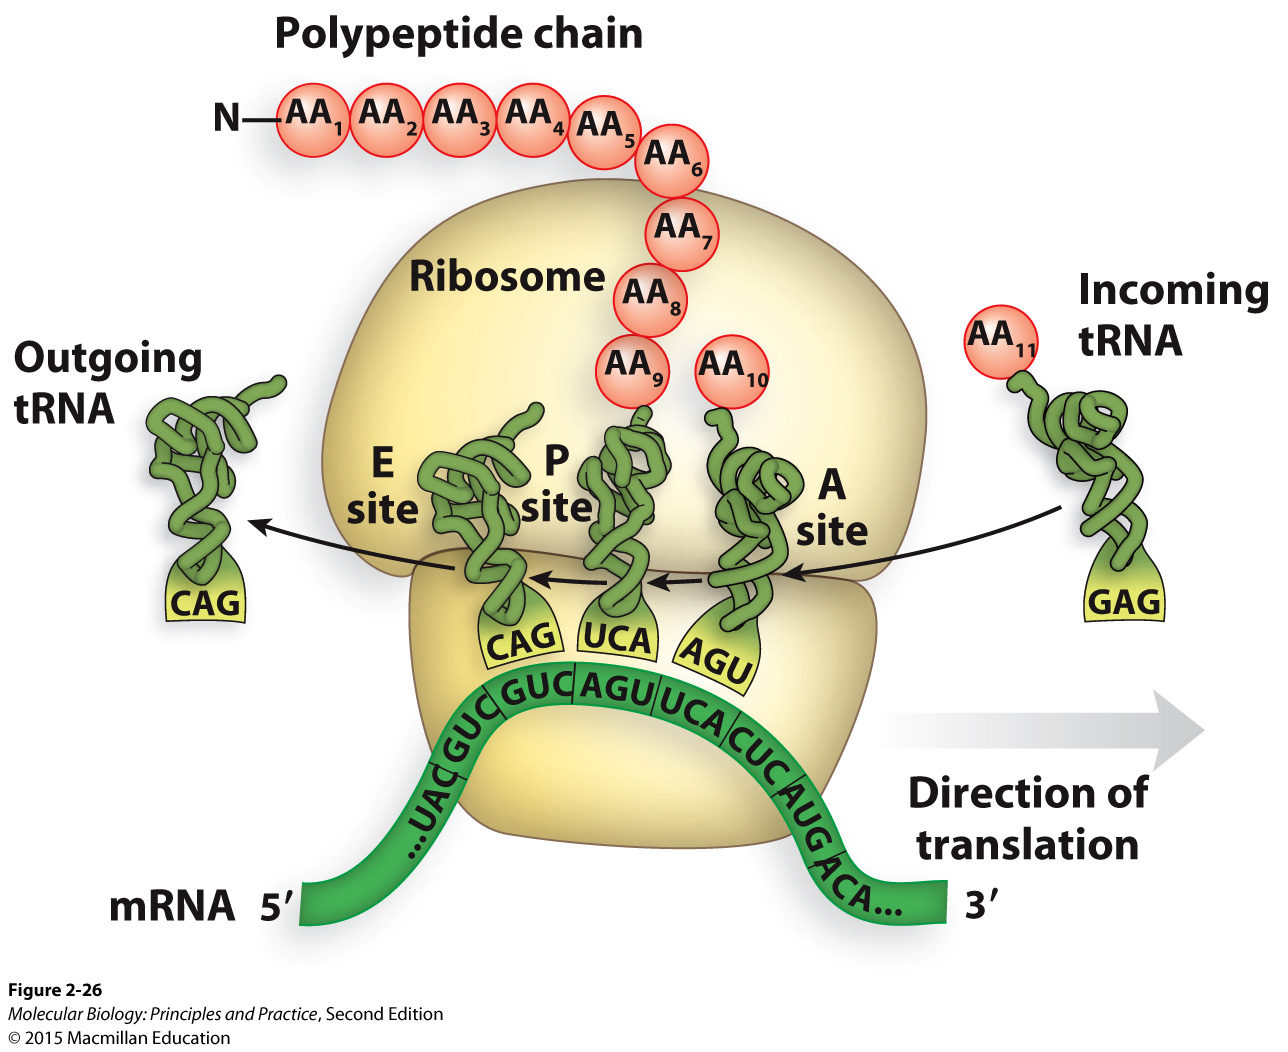 Polypeptide chain
N
AA1
AA2
AA3
AA4
AA5
AA6
AA7
AA8
AA9
AA10
AA11
Ribosome
Incoming
tRNA
Outgoing
tRNA
E
site
P
site
A
site
CAG
CAG
UCA
AGU
GAG
...UAC GUC GUC AGU UCA CUC AUG ACA...
Direction of
translation
mRNA 5′
3′
Figure 2-26
Molecular Biology: Principles and Practice, Second Edition
© 2015 Macmillan Education